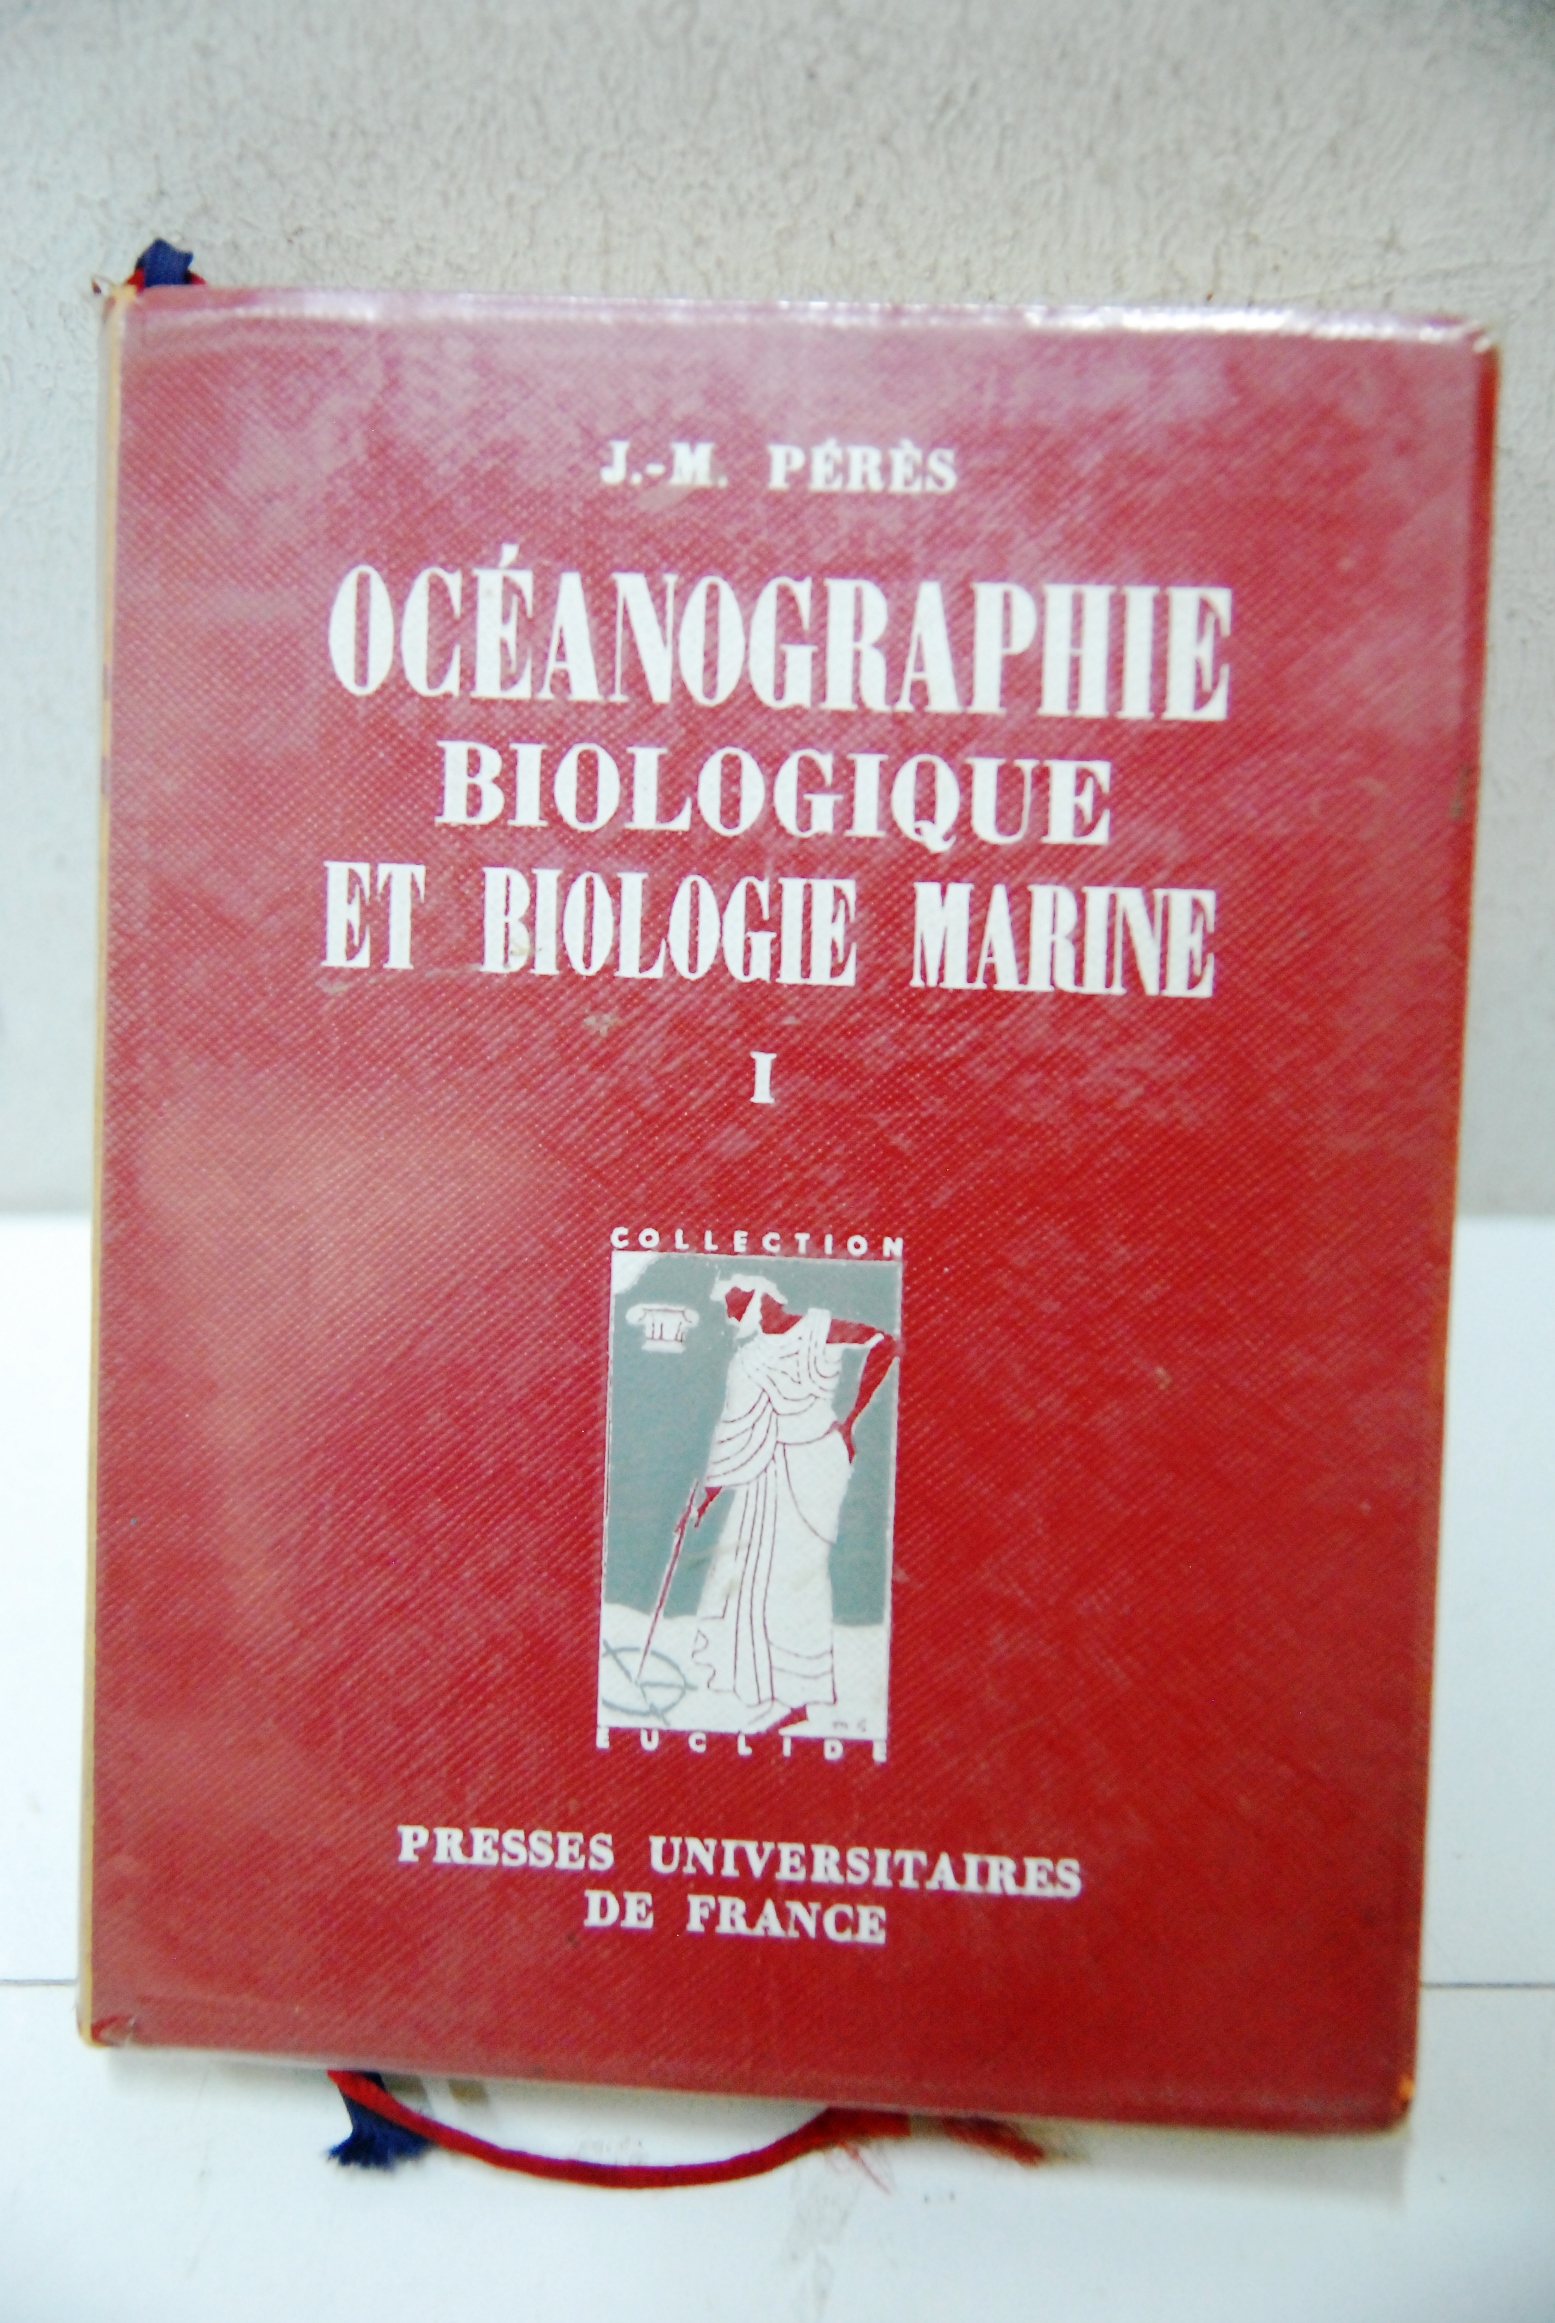 J.-M. PÉRÈS
OCÉANOGRAPHIE
BIOLOGIQUE
ET BIOLOGIE MARINE
I
COLLECTION
EUCLIDE
PRESSES UNIVERSITAIRES
DE FRANCE